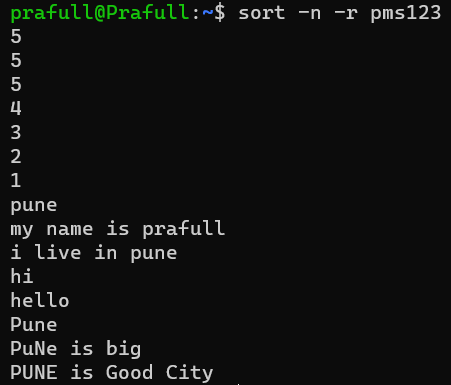 prafull@Prafull:~$ sort -n -r pms123
5
5
5
4
3
2
1
pune
my name is prafull
i live in pune
hi
hello
Pune
PuNe is big
PUNE is Good City